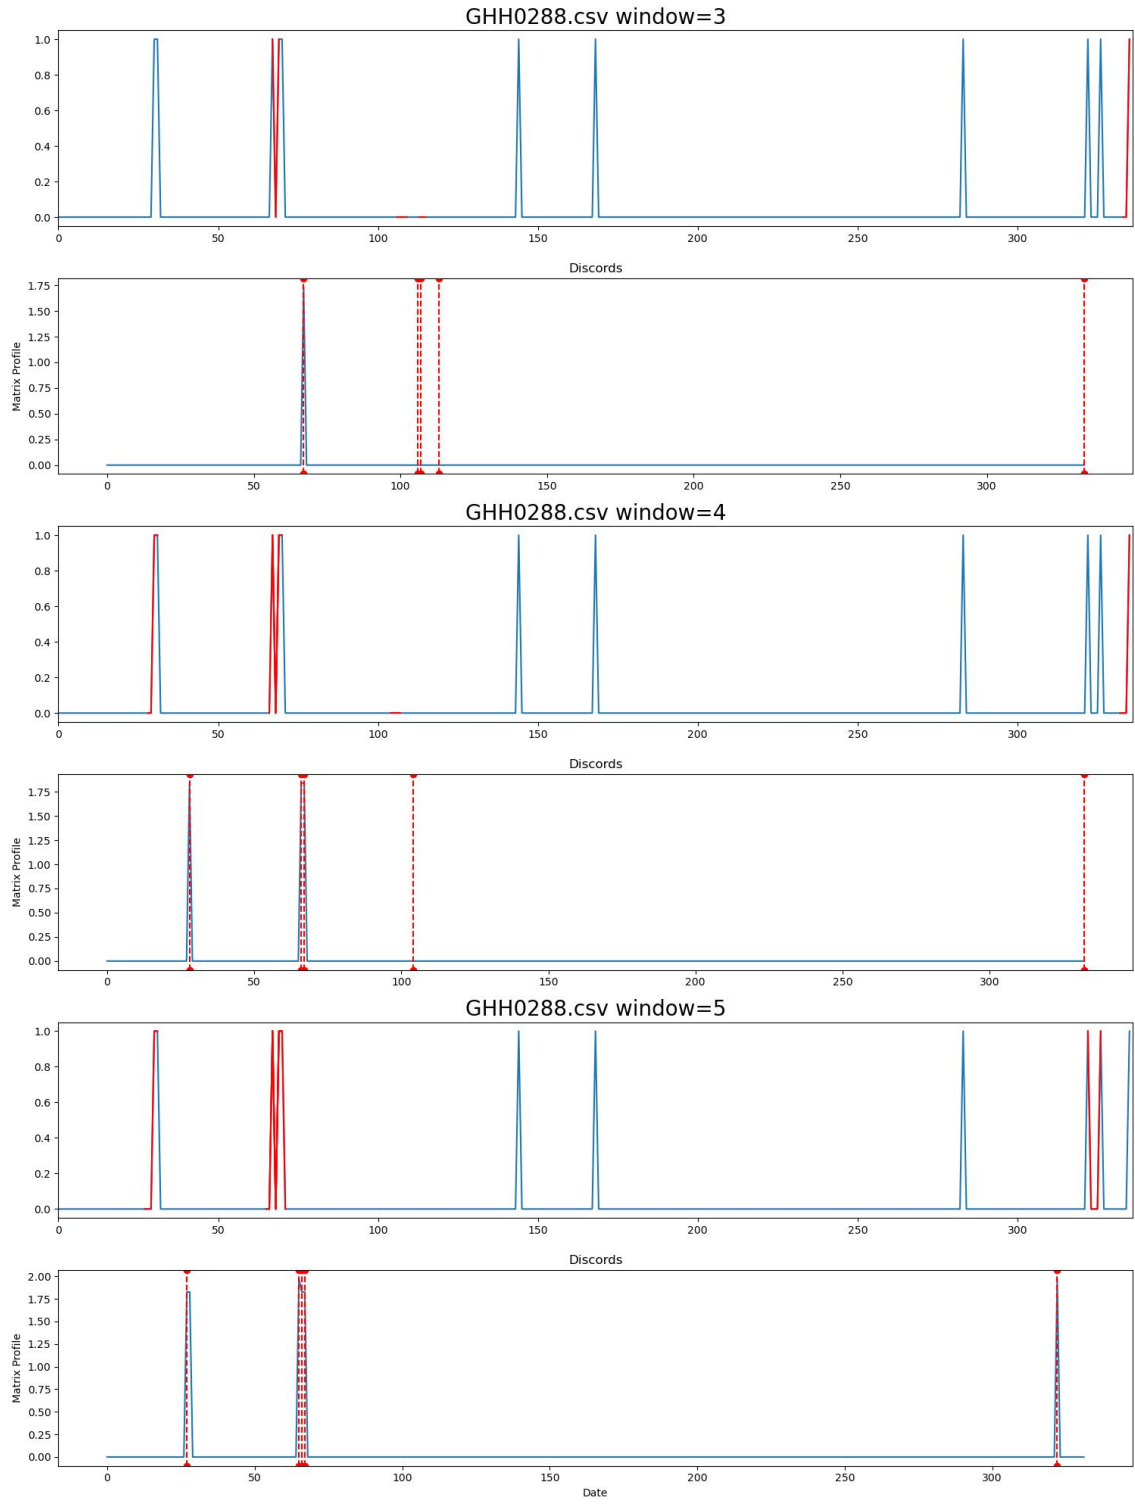 GHH0288.csv window=3
1.0
0.8
0.6
0.4
0.2
0.0
0 50 100 150 200 250 300
Discords
Matrix Profile
1.75
1.50
1.25
1.00
0.75
0.50
0.25
0.00
0 50 100 150 200 250 300
GHH0288.csv window=4
1.0
0.8
0.6
0.4
0.2
0.0
0 50 100 150 200 250 300
Discords
Matrix Profile
1.75
1.50
1.25
1.00
0.75
0.50
0.25
0.00
0 50 100 150 200 250 300
GHH0288.csv window=5
1.0
0.8
0.6
0.4
0.2
0.0
0 50 100 150 200 250 300
Discords
Matrix Profile
2.00
1.75
1.50
1.25
1.00
0.75
0.50
0.25
0.00
0 50 100 150 200 250 300
Date